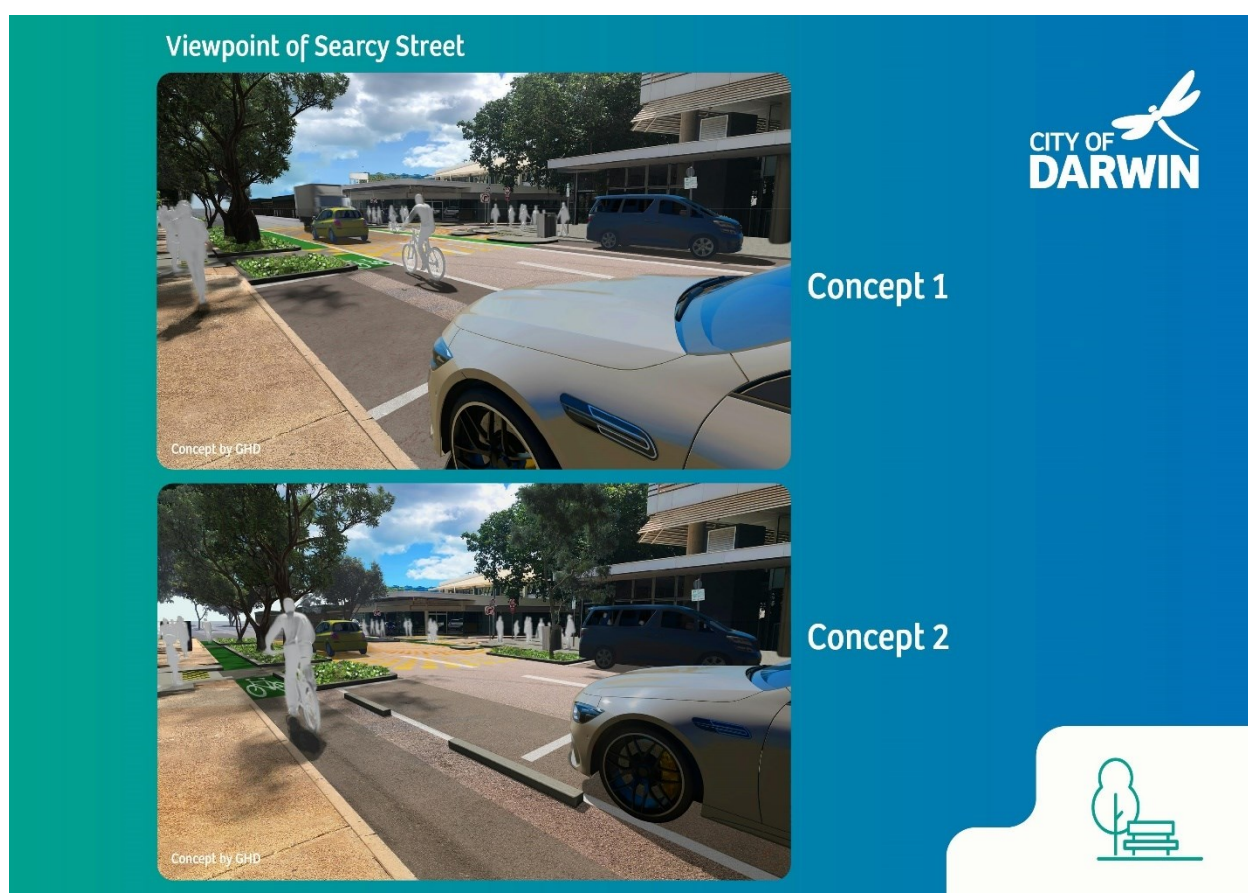 Viewpoint of Searcy Street
CITY OF
DARWIN
Concept 1
Concept by GHD
Concept 2
Concept by GHD